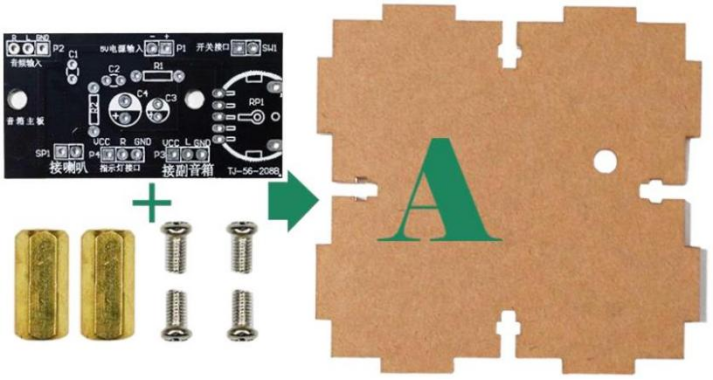 R L GND P2
音频输入
5V电源输入 - + P1
开关接口 SW1
C1
C2
R1
R2
C4
C3
RP1
音箱主板
VCC R GND
VCC L GND
SP1
P4
P3
接喇叭
指示灯接口
接副音箱
TJ-56-208B
A